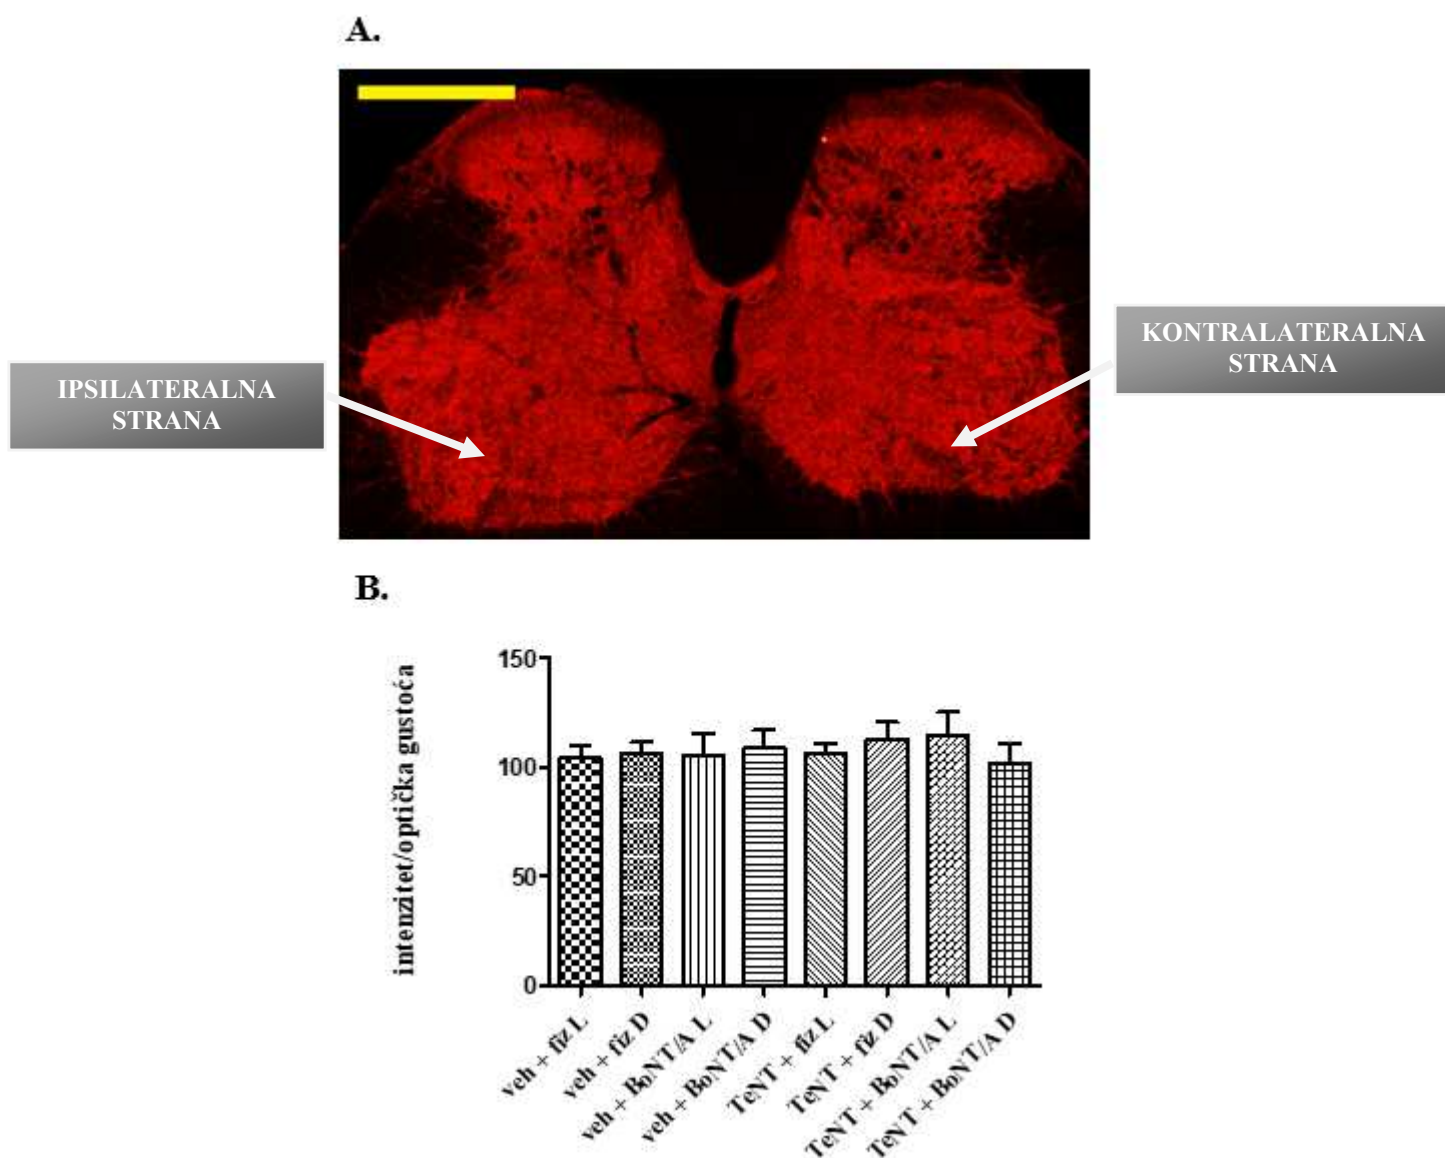 A.
IPSILATERALNA
STRANA
KONTRALATERALNA
STRANA
B.
intenzitet/optička gustoća
150
100
50
0
veh + fiz L
veh + fiz D
veh + BoNT/A L
veh + BoNT/A D
TeNT + fiz L
TeNT + fiz D
TeNT + BoNT/A L
TeNT + BoNT/A D